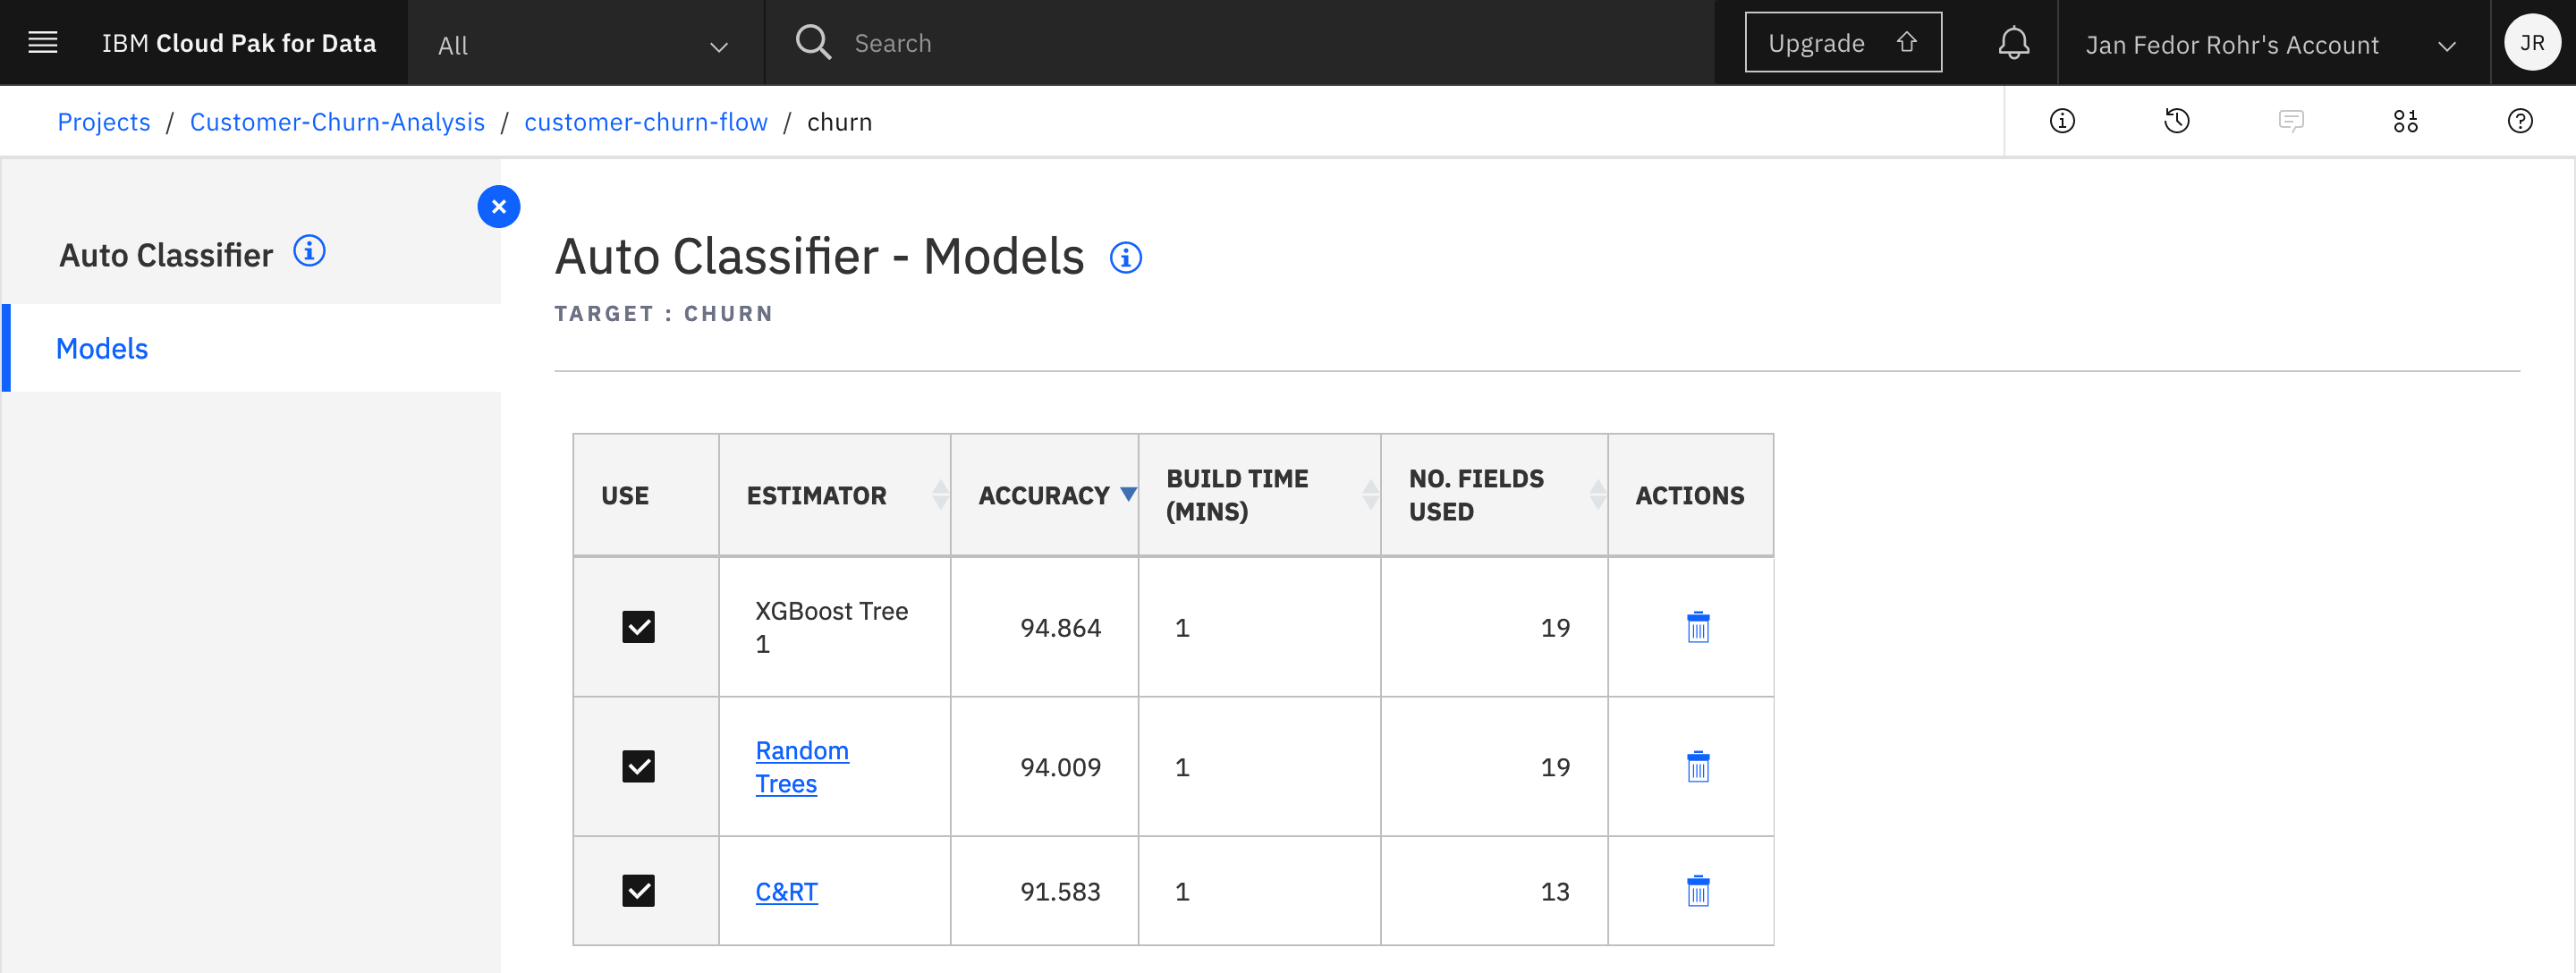 IBM Cloud Pak for Data
All
Search
Upgrade
Jan Fedor Rohr's Account
JR
Projects / Customer-Churn-Analysis / customer-churn-flow / churn
Auto Classifier
Models
Auto Classifier - Models
TARGET : CHURN
USE ESTIMATOR ACCURACY BUILD TIME (MINS) NO. FIELDS USED ACTIONS
XGBoost Tree 1 94.864 1 19
Random Trees 94.009 1 19
C&RT 91.583 1 13